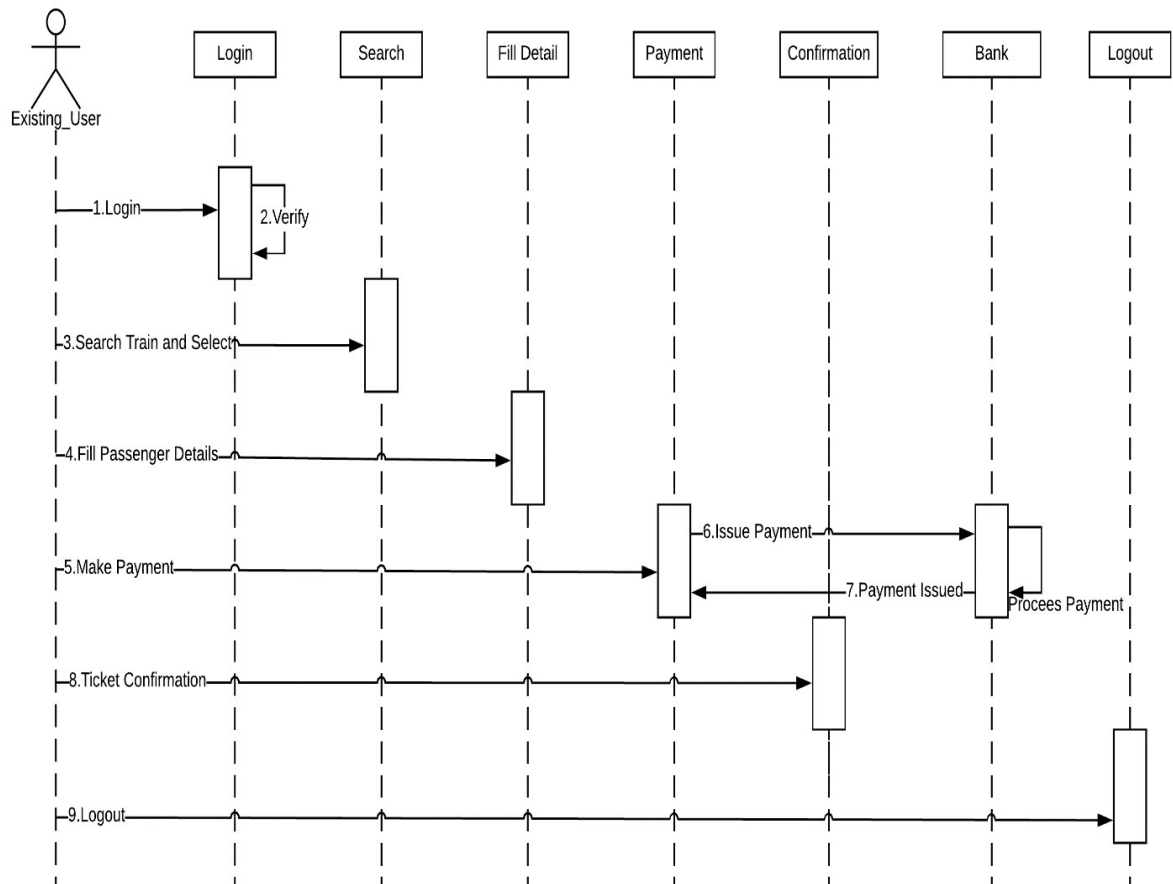 Login
Search
Fill Detail
Payment
Confirmation
Bank
Logout
Existing_User
1.Login
2.Verify
3.Search Train and Select
4.Fill Passenger Details
6.Issue Payment
5.Make Payment
7.Payment Issued
Procees Payment
8.Ticket Confirmation
9.Logout